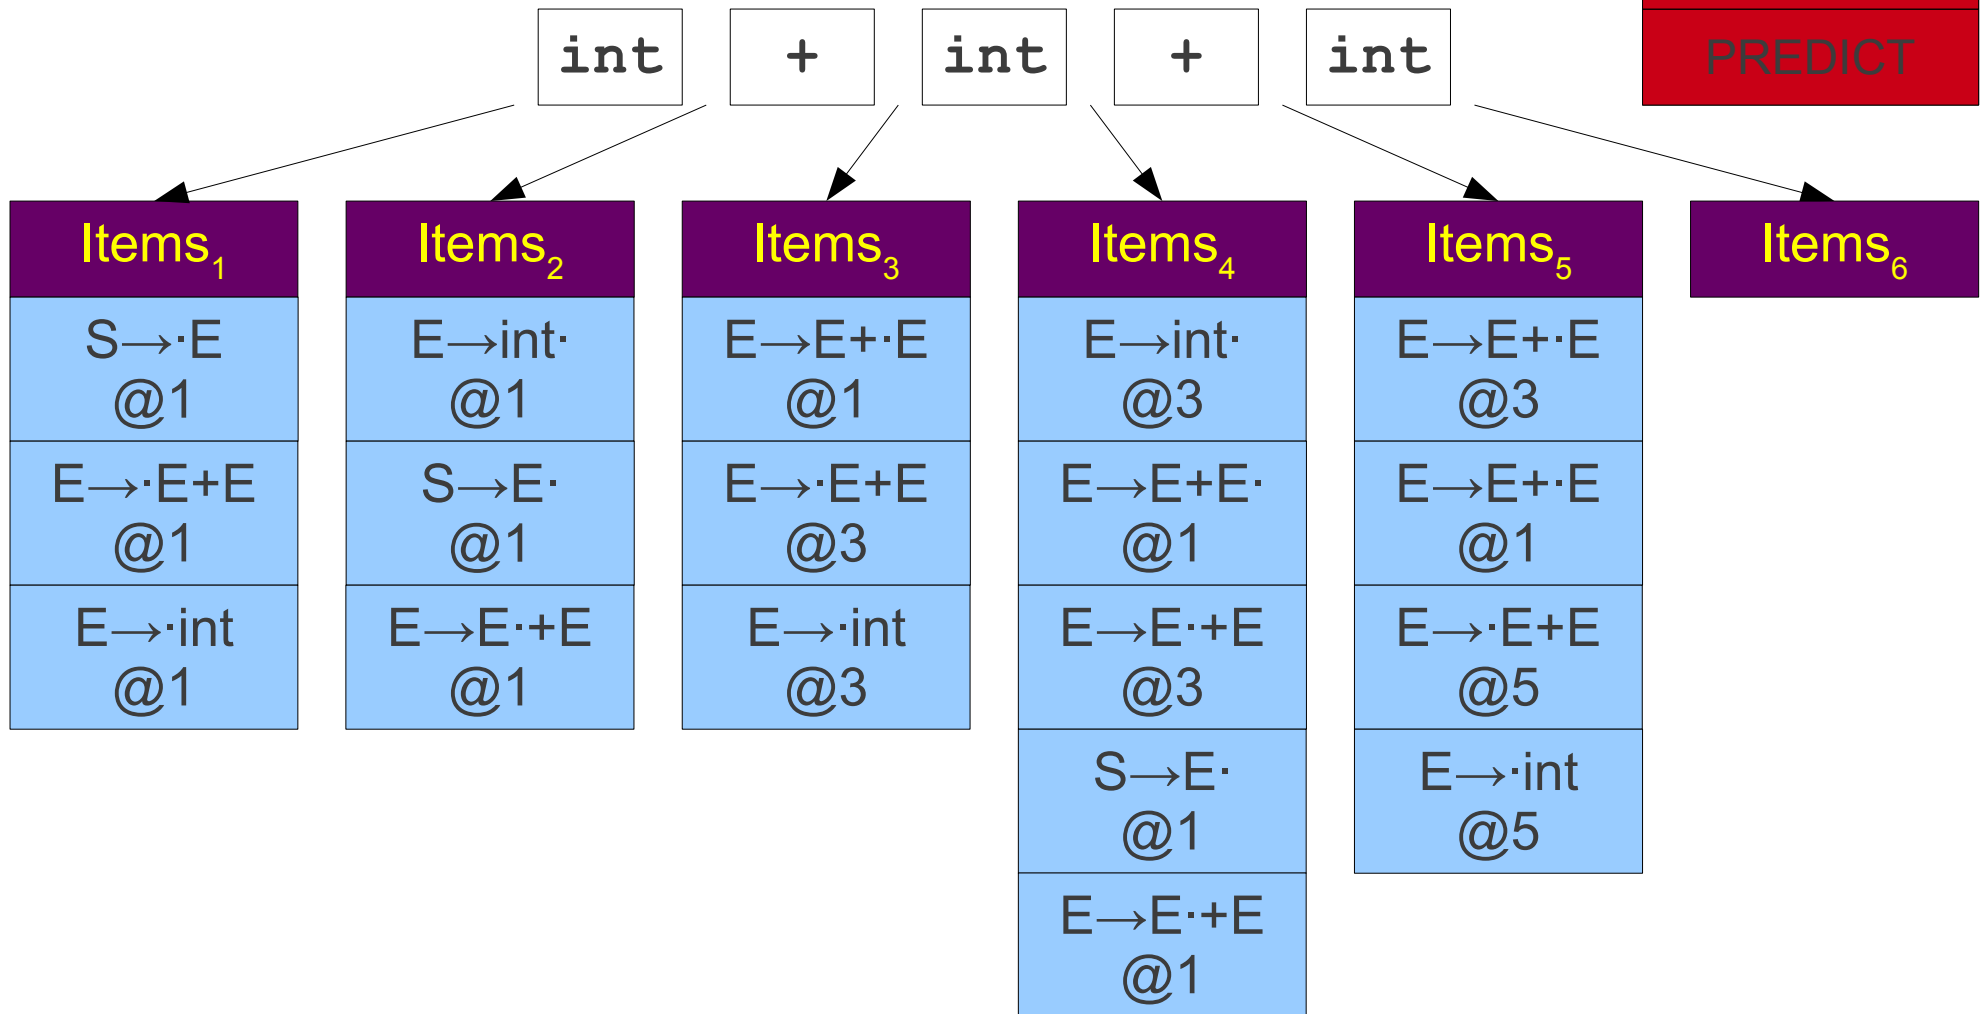 int + int + int PREDICT
Items1 Items2 Items3 Items4 Items5 Items6
S→·E E→int· E→E+·E E→int· E→E+·E
@1 @1 @1 @3 @3
E→·E+E S→E· E→·E+E E→E+E· E→E+·E
@1 @1 @3 @1 @1
E→·int E→E·+E E→·int E→E·+E E→·E+E
@1 @1 @3 @3 @5
S→E· E→·int
@1 @5
E→E·+E
@1